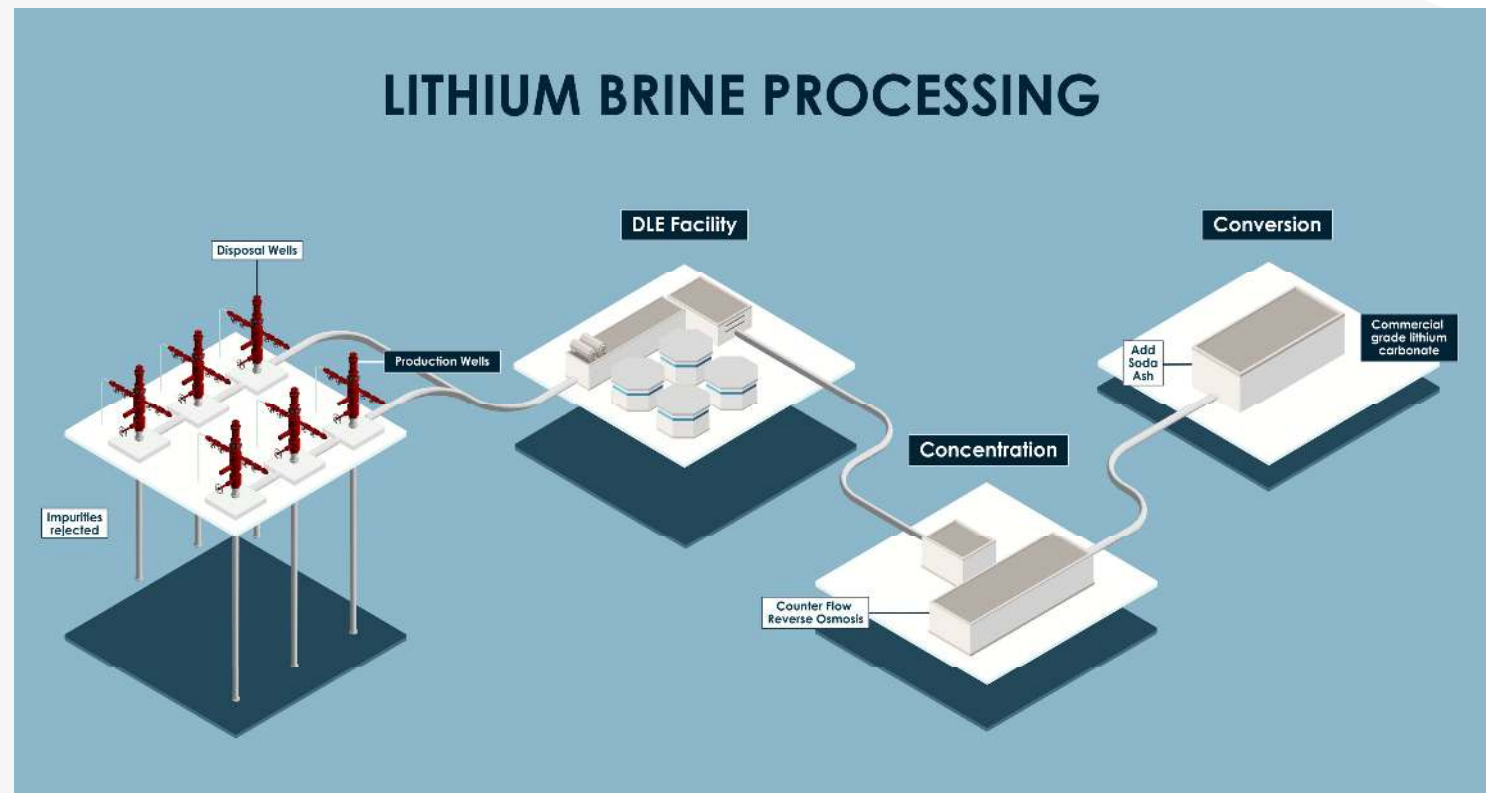 LITHIUM BRINE PROCESSING
DLE Facility
Conversion
Disposal Wells
Production Wells
Commercial
grade lithium
carbonate
Add
Soda
Ash
Concentration
Impurities
rejected
Counter Flow
Reverse Osmosis